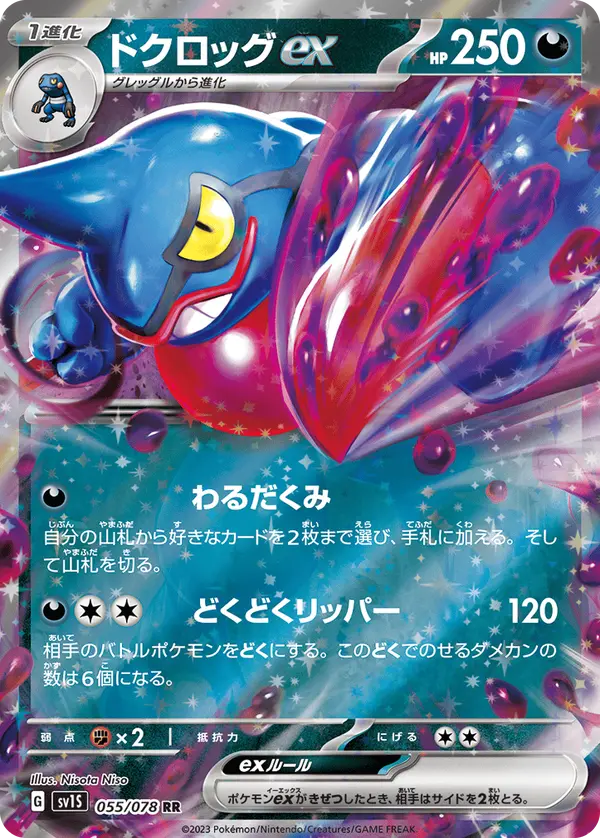 1進化
ドクロッグex
HP 250
グレッグルから進化
わるだくみ
自分の山札から好きなカードを2枚まで選び、手札に加える。そし
て山札を切る。
どくどくリッパー 120
相手のバトルポケモンをどくにする。このどくでのせるダメカンの
数は6個になる。
弱点 ×2 抵抗力 にげる
Illus. Nisota Niso
exルール
ポケモンexがきぜつしたとき、相手はサイドを2枚とる。
G sv1S 055/078 RR
©2023 Pokémon/Nintendo/Creatures/GAME FREAK